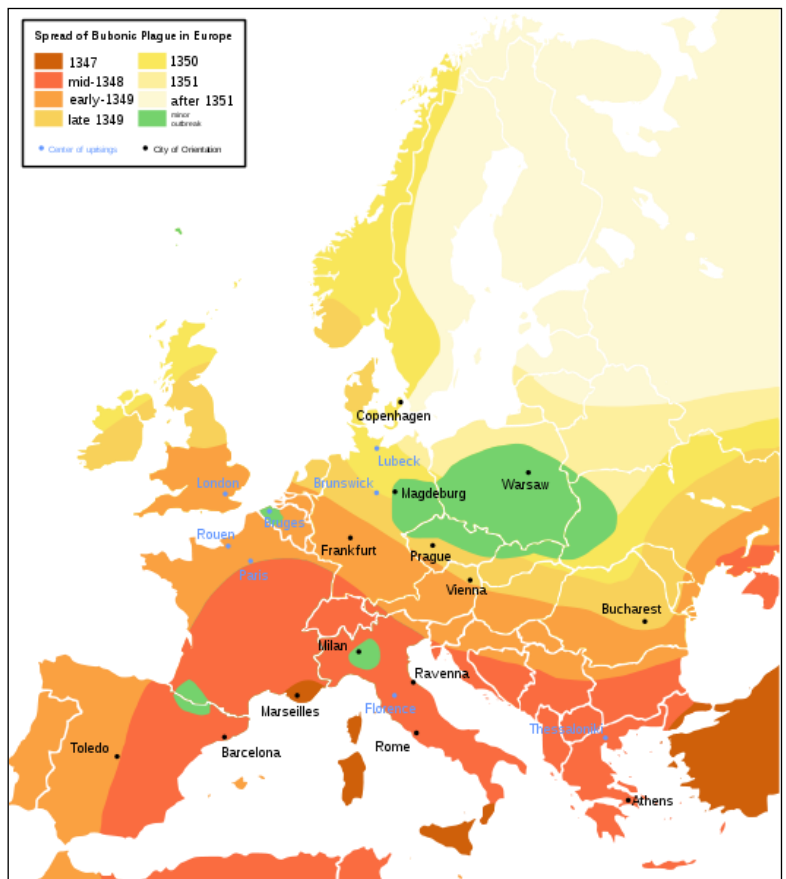 Spread of Bubonic Plague in Europe
1347
mid-1348
early-1349
late 1349
1350
1351
after 1351
minor
outbreak
Center of uprisings
City of Orientation
Copenhagen
Lubeck
Brunswick
Magdeburg
Warsaw
London
Bruges
Rouen
Paris
Frankfurt
Prague
Vienna
Bucharest
Milan
Ravenna
Marseilles
Florence
Thessaloniki
Toledo
Barcelona
Rome
Athens